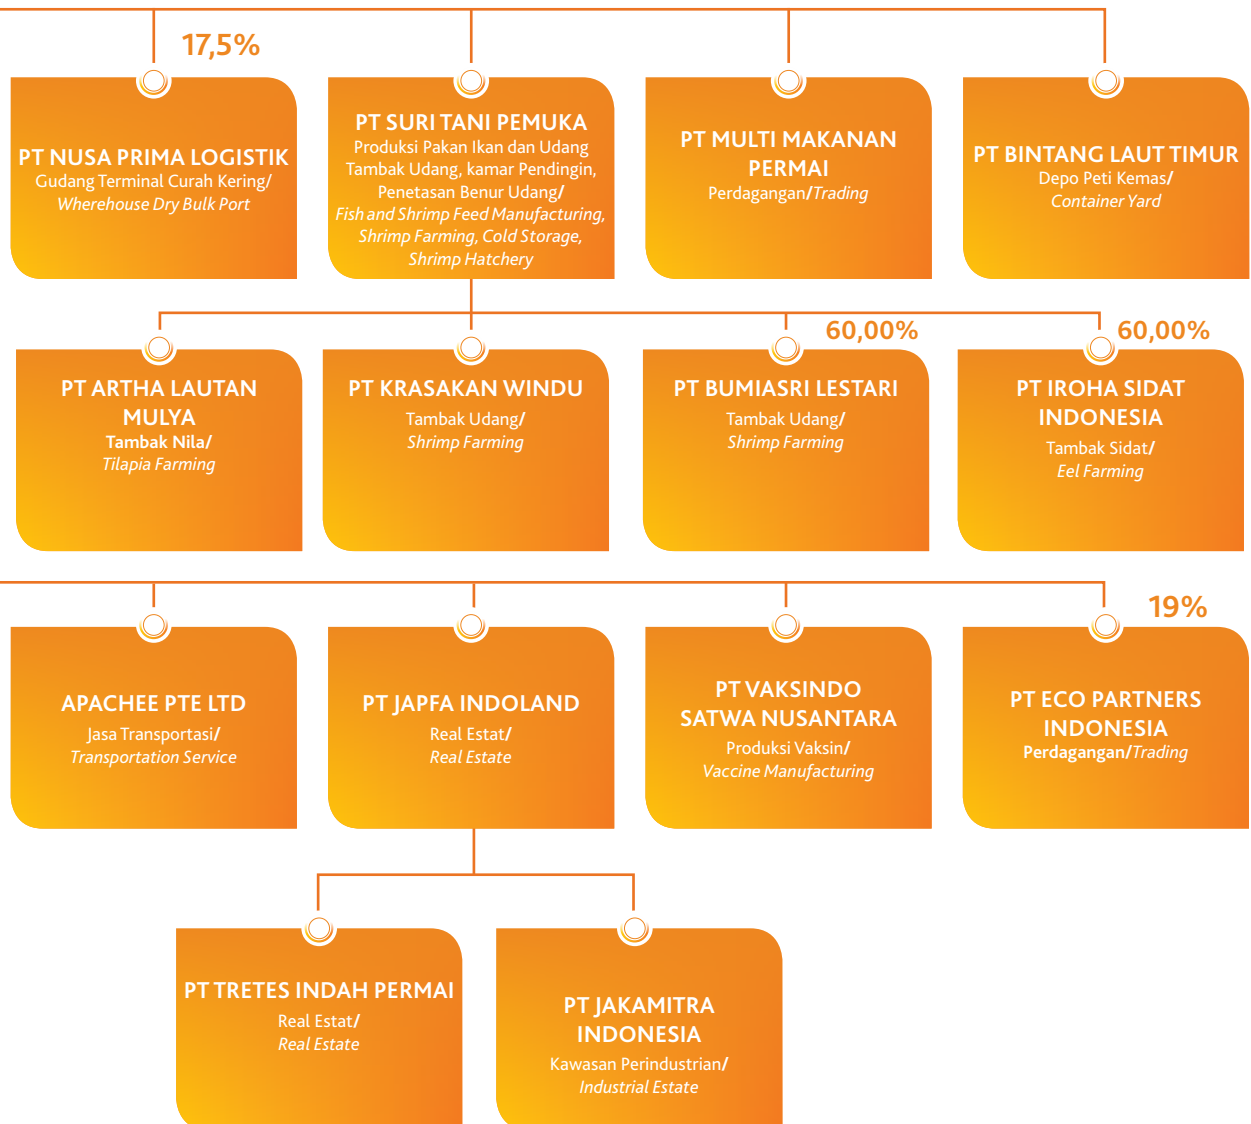 17,5%
PT NUSA PRIMA LOGISTIK
Gudang Terminal Curah Kering/
Wherehouse Dry Bulk Port
PT SURI TANI PEMUKA
Produksi Pakan Ikan dan Udang
Tambak Udang, kamar Pendingin,
Penetasan Benur Udang/
Fish and Shrimp Feed Manufacturing,
Shrimp Farming, Cold Storage,
Shrimp Hatchery
PT MULTI MAKANAN
PERMAI
Perdagangan/Trading
PT BINTANG LAUT TIMUR
Depo Peti Kemas/
Container Yard
PT ARTHA LAUTAN
MULYA
Tambak Nila/
Tilapia Farming
PT KRASAKAN WINDU
Tambak Udang/
Shrimp Farming
60,00%
PT BUMIASRI LESTARI
Tambak Udang/
Shrimp Farming
60,00%
PT IROHA SIDAT
INDONESIA
Tambak Sidat/
Eel Farming
APACHEE PTE LTD
Jasa Transportasi/
Transportation Service
PT JAPFA INDOLAND
Real Estat/
Real Estate
PT VAKSINDO
SATWA NUSANTARA
Produksi Vaksin/
Vaccine Manufacturing
19%
PT ECO PARTNERS
INDONESIA
Perdagangan/Trading
PT TRETES INDAH PERMAI
Real Estat/
Real Estate
PT JAKAMITRA
INDONESIA
Kawasan Perindustrian/
Industrial Estate